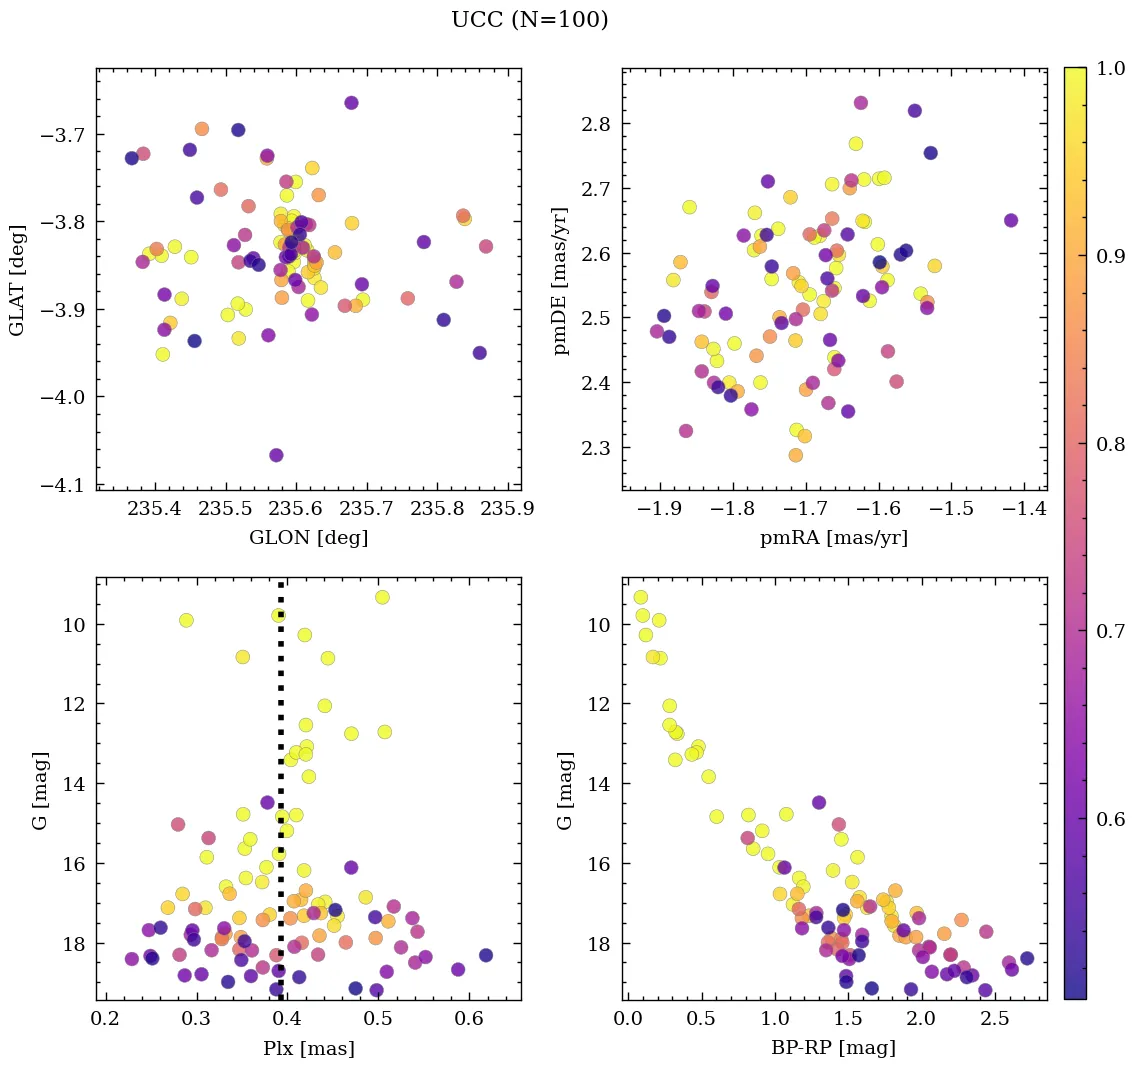 UCC (N=100)
−3.7
−3.8
−3.9
−4.0
−4.1
GLAT [deg]
235.4 235.5 235.6 235.7 235.8 235.9
GLON [deg]
2.8
2.7
2.6
2.5
2.4
2.3
pmDE [mas/yr]
−1.9 −1.8 −1.7 −1.6 −1.5 −1.4
pmRA [mas/yr]
1.0
0.9
0.8
0.7
0.6
10
12
14
16
18
G [mag]
0.2 0.3 0.4 0.5 0.6
Plx [mas]
10
12
14
16
18
G [mag]
0.0 0.5 1.0 1.5 2.0 2.5
BP-RP [mag]